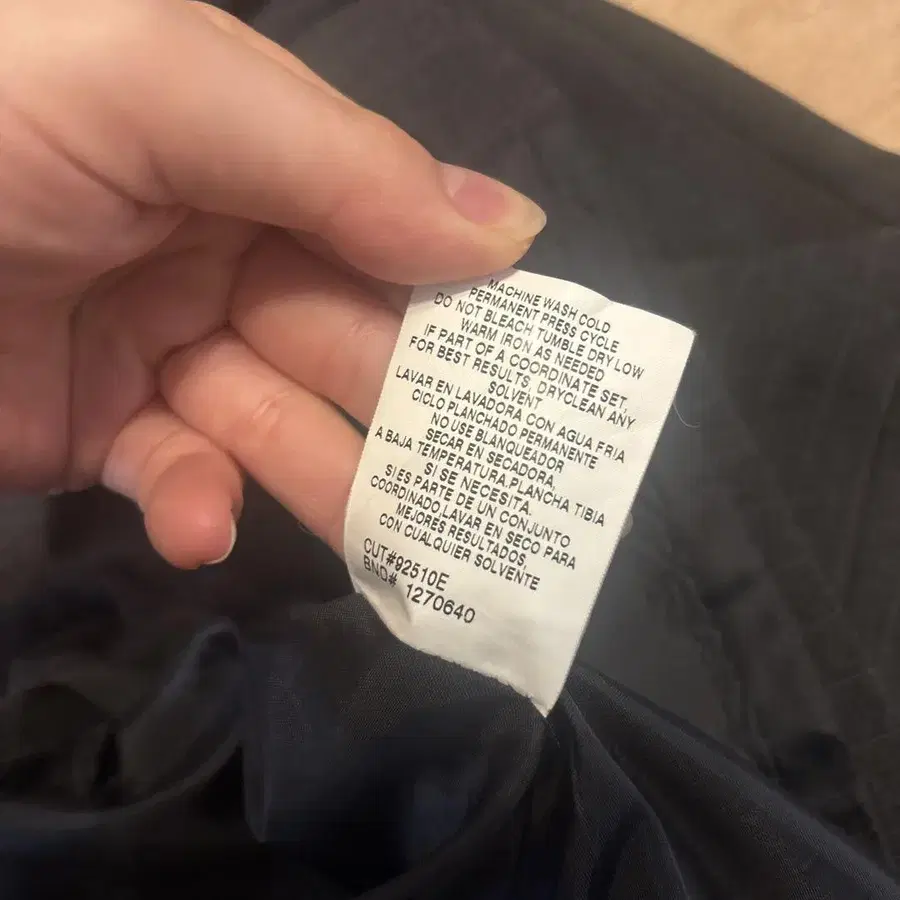 MACHINE WASH COLD
PERMANENT PRESS CYCLE
DO NOT BLEACH TUMBLE DRY LOW
WARM IRON AS NEEDED
IF PART OF A COORDINATE SET,
FOR BEST RESULTS, DRYCLEAN ANY
SOLVENT
LAVAR EN LAVADORA CON AGUA FRIA
CICLO PLANCHADO PERMANENTE
NO USE BLANQUEADOR
SECAR EN SECADORA,
A BAJA TEMPERATURA,PLANCHA TIBIA
SI SE NECESITA.
SI ES PARTE DE UN CONJUNTO
COORDINADO,LAVAR EN SECO PARA
MEJORES RESULTADOS,
CON CUALQUIER SOLVENTE
CUT#92510E
BND# 1270640